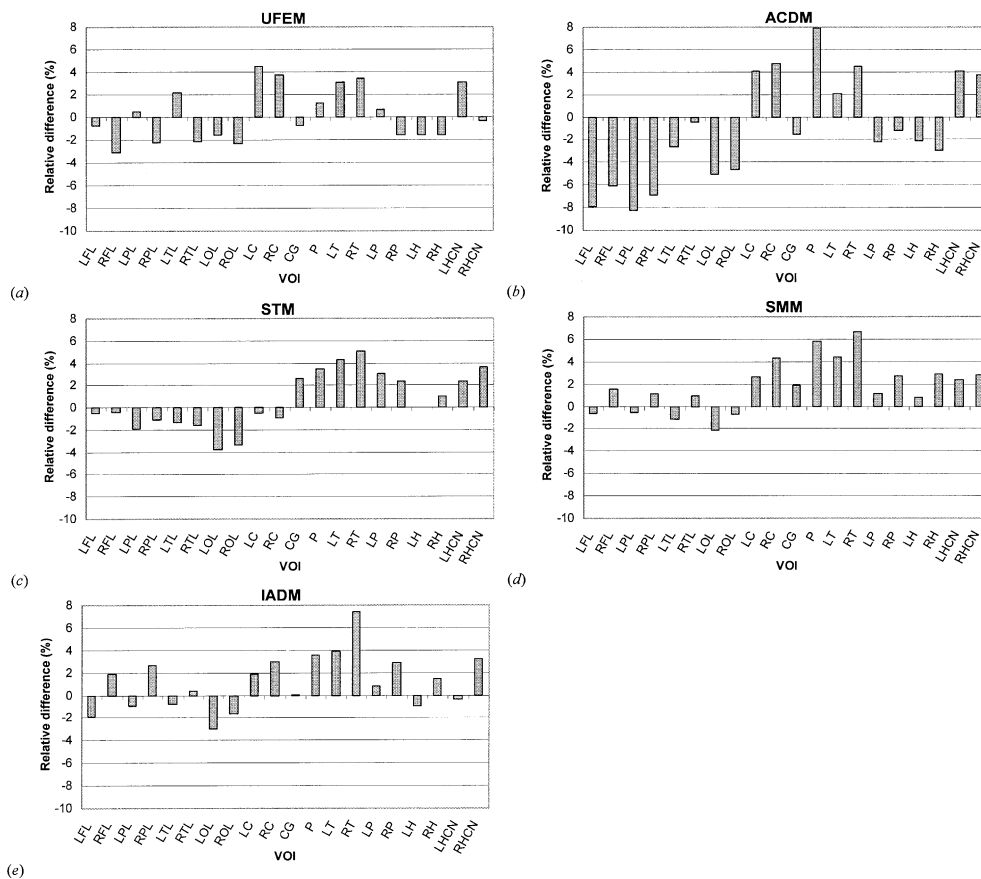 UFEM
Relative difference (%)
8
6
4
2
0
-2
-4
-6
-8
-10
LFL RFL LPL RPL LTL RTL LOL ROL LC RC CG P LT RT LP RP LH RH LHCN RHCN
VOI
(a)
ACDM
Relative difference (%)
8
6
4
2
0
-2
-4
-6
-8
-10
LFL RFL LPL RPL LTL RTL LOL ROL LC RC CG P LT RT LP RP LH RH LHCN RHCN
VOI
(b)
STM
Relative difference (%)
8
6
4
2
0
-2
-4
-6
-8
-10
LFL RFL LPL RPL LTL RTL LOL ROL LC RC CG P LT RT LP RP LH RH LHCN RHCN
VOI
(c)
SMM
Relative difference (%)
8
6
4
2
0
-2
-4
-6
-8
-10
LFL RFL LPL RPL LTL RTL LOL ROL LC RC CG P LT RT LP RP LH RH LHCN RHCN
VOI
(d)
IADM
Relative difference (%)
8
6
4
2
0
-2
-4
-6
-8
-10
LFL RFL LPL RPL LTL RTL LOL ROL LC RC CG P LT RT LP RP LH RH LHCN RHCN
VOI
(e)